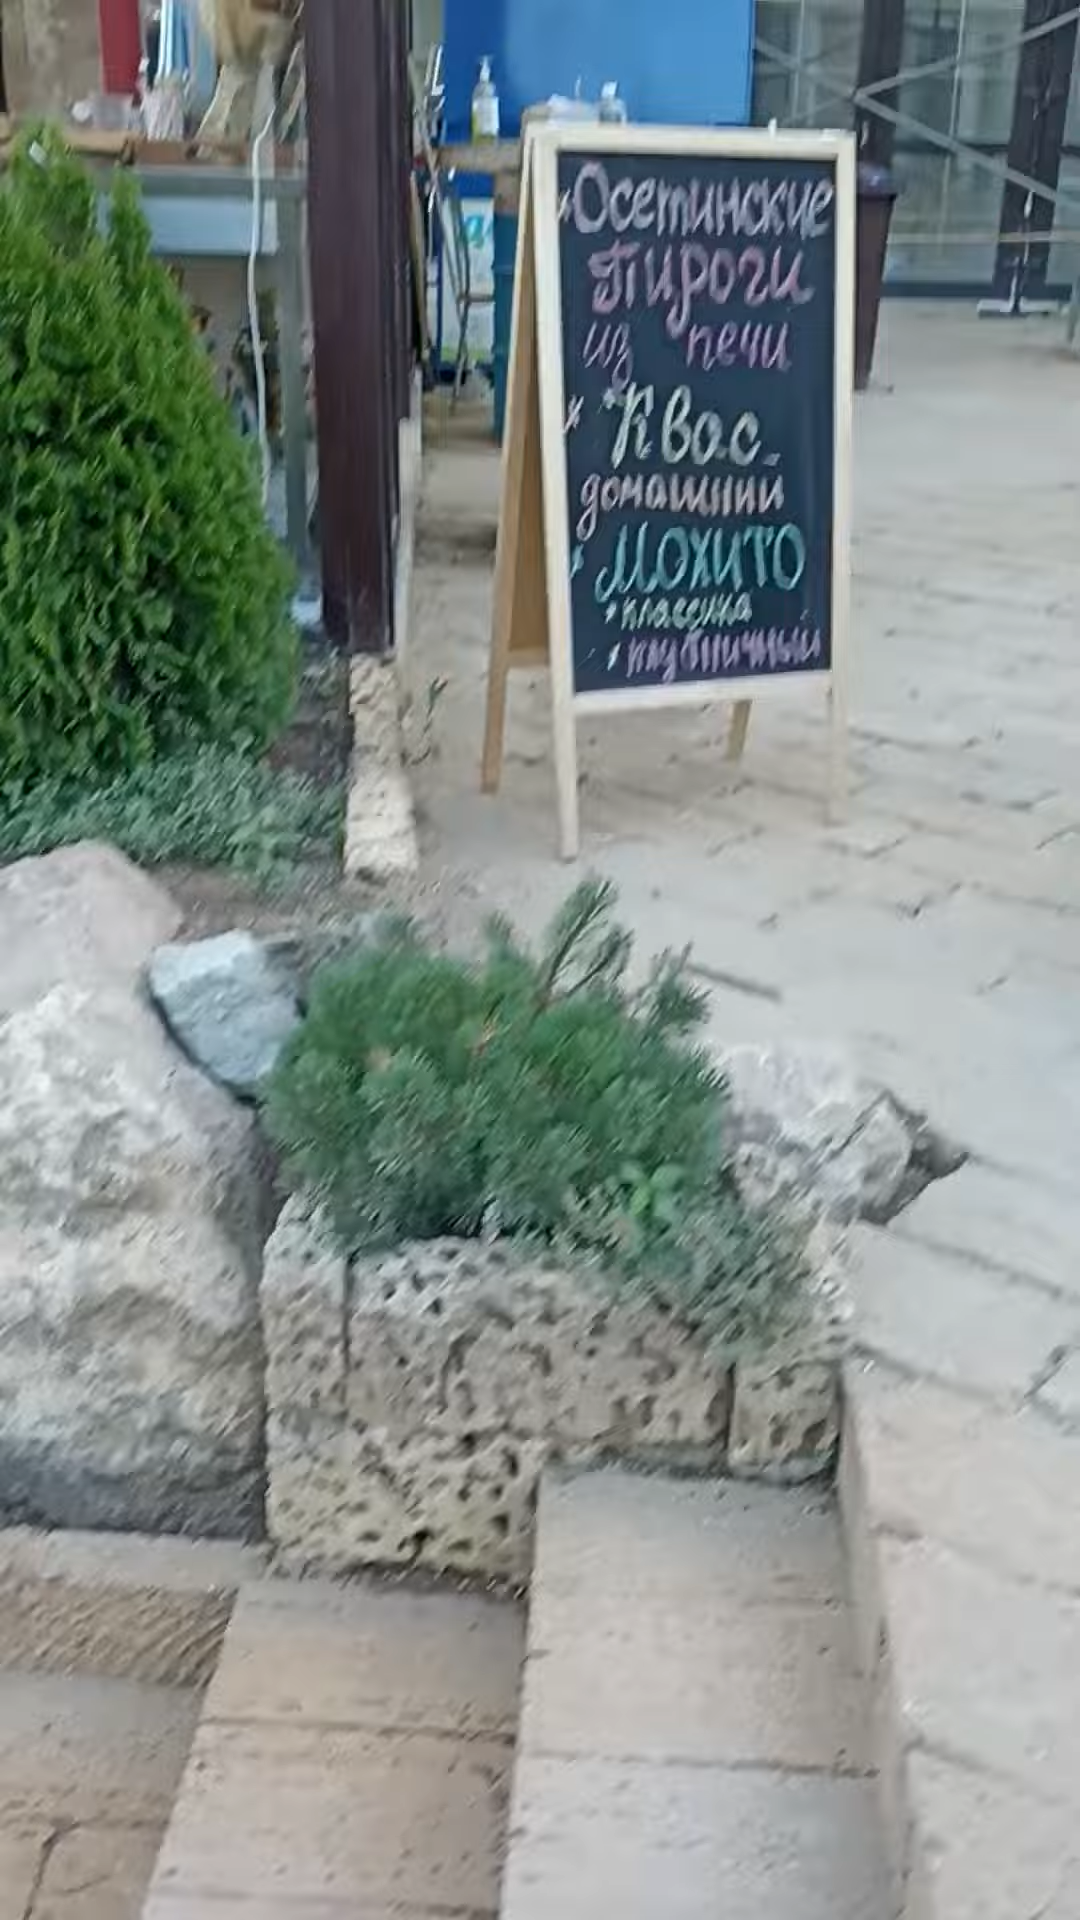 *Осетинские
Пироги
из печи
* Квас
домашний
* Мохито
* классика
* клубничный